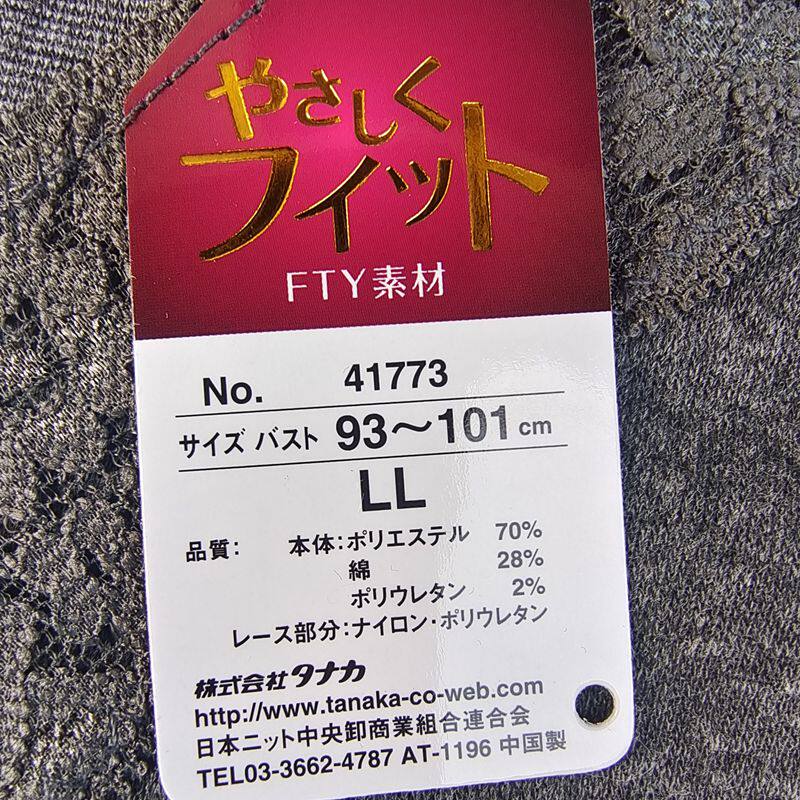 やさしく
フィット
FTY素材
No. 41773
サイズ バスト 93〜101 cm
LL
品質: 本体:ポリエステル 70%
綿 28%
ポリウレタン 2%
レース部分:ナイロン・ポリウレタン
株式会社タナカ
http://www.tanaka-co-web.com
日本ニット中央卸商業組合連合会
TEL03-3662-4787 AT-1196 中国製